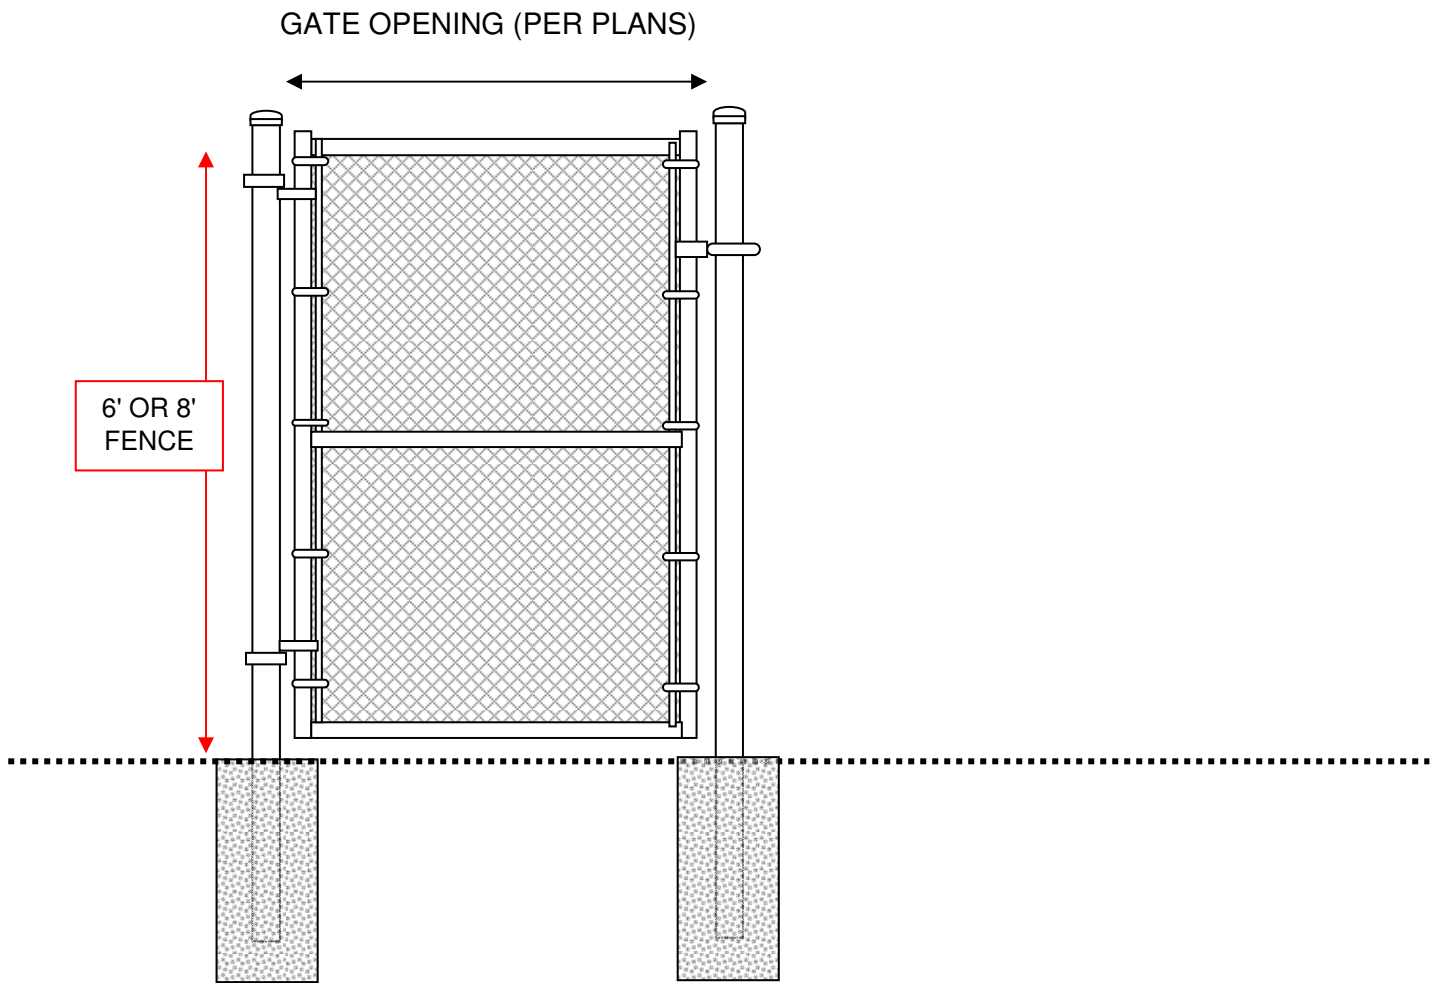 GATE OPENING (PER PLANS)
6' OR 8'
FENCE